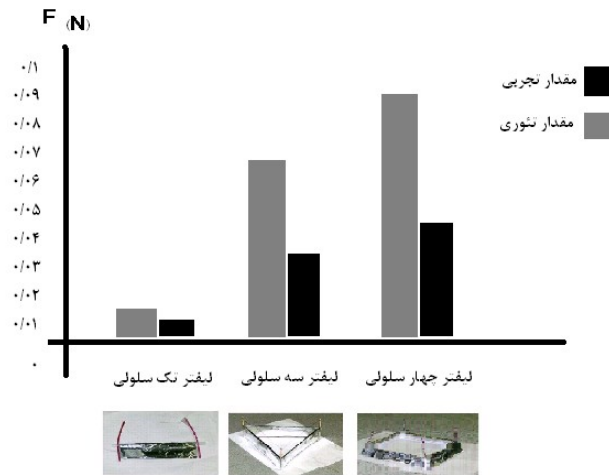 F (N)
۰/۱
۰/۰۹
۰/۰۸
۰/۰۷
۰/۰۶
۰/۰۵
۰/۰۴
۰/۰۳
۰/۰۲
۰/۰۱
۰
مقدار تجربی
مقدار تئوری
لیفتر تک سلولی
لیفتر سه سلولی
لیفتر چهار سلولی